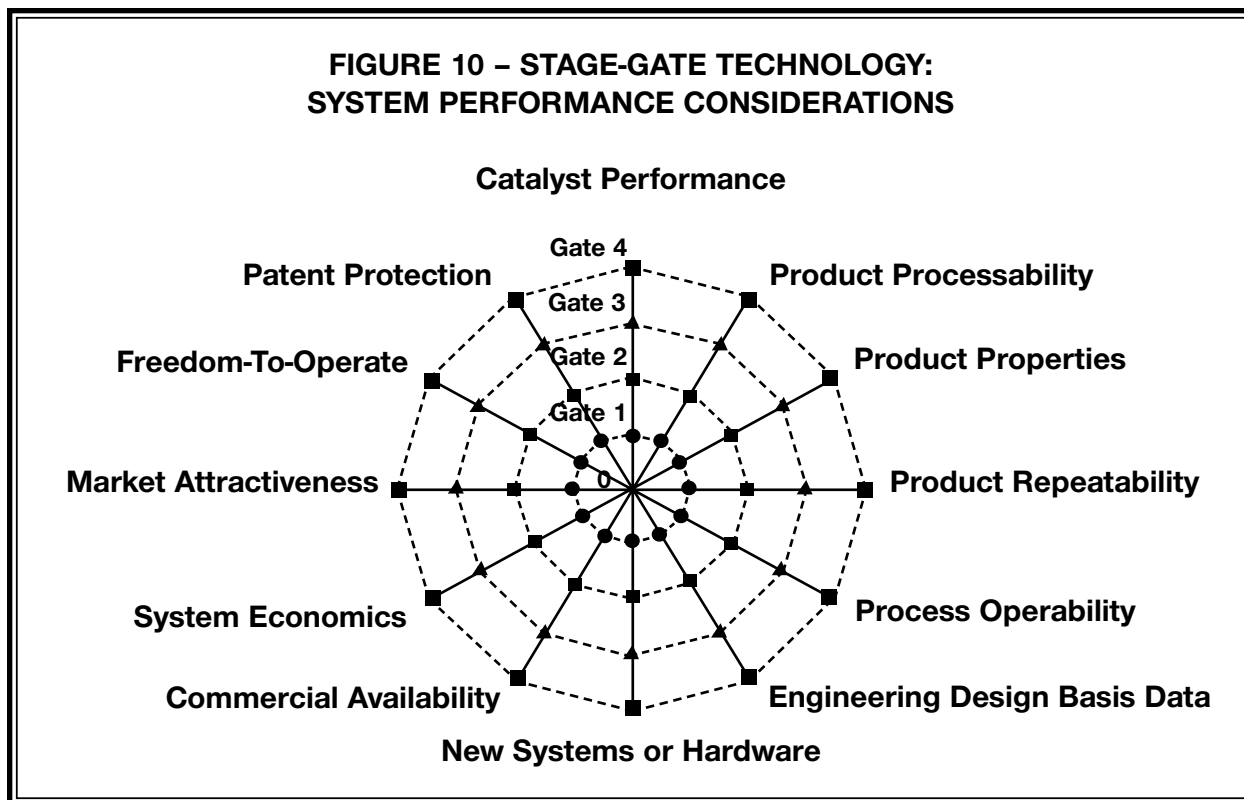 FIGURE 10 – STAGE-GATE TECHNOLOGY:
SYSTEM PERFORMANCE CONSIDERATIONS
Catalyst Performance
Gate 4
Patent Protection
Product Processability
Gate 3
Freedom-To-Operate
Gate 2
Product Properties
Gate 1
Market Attractiveness
0
Product Repeatability
System Economics
Process Operability
Commercial Availability
Engineering Design Basis Data
New Systems or Hardware